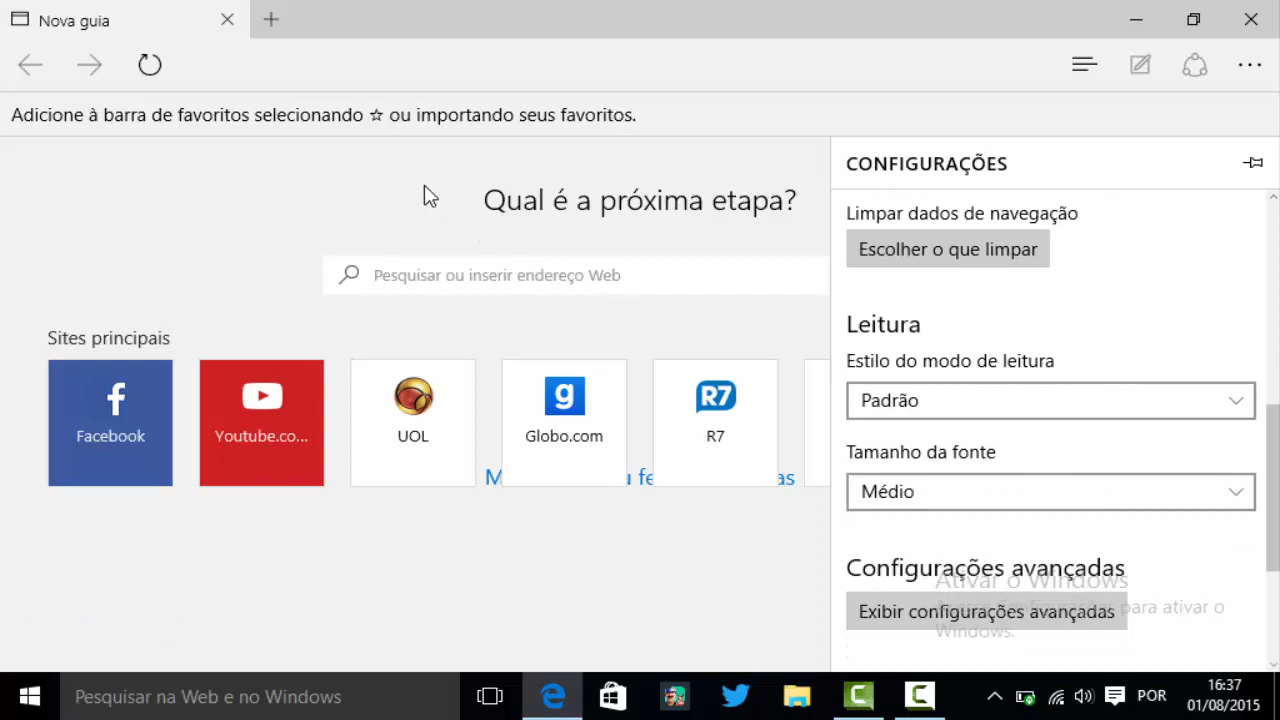 Nova guia
Adicione à barra de favoritos selecionando ☆ ou importando seus favoritos.
Qual é a próxima etapa?
Pesquisar ou inserir endereço Web
Sites principais
Facebook
Youtube.co...
UOL
g
Globo.com
R7
R7
CONFIGURAÇÕES
Limpar dados de navegação
Escolher o que limpar
Leitura
Estilo do modo de leitura
Padrão
Tamanho da fonte
Médio
Configurações avançadas
Exibir configurações avançadas
Ativar o Windows
para ativar o
Windows.
Pesquisar na Web e no Windows
POR
16:37
01/08/2015